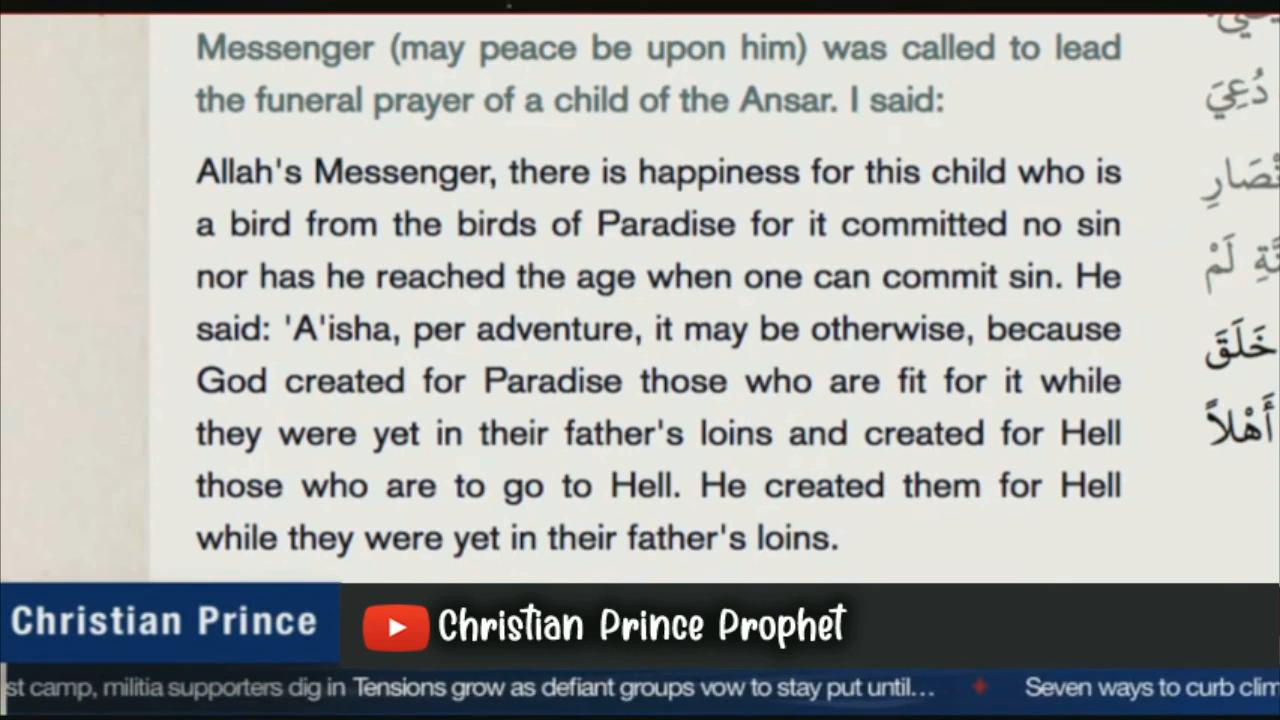 Messenger (may peace be upon him) was called to lead
the funeral prayer of a child of the Ansar. I said:
Allah's Messenger, there is happiness for this child who is
a bird from the birds of Paradise for it committed no sin
nor has he reached the age when one can commit sin. He
said: 'A'isha, per adventure, it may be otherwise, because
God created for Paradise those who are fit for it while
they were yet in their father's loins and created for Hell
those who are to go to Hell. He created them for Hell
while they were yet in their father's loins.
دُعِيَ
لَمْ
خَلَقَ
أَهْلاً
Christian Prince
Christian Prince Prophet
st camp, militia supporters dig in Tensions grow as defiant groups vow to stay put until... Seven ways to curb clim